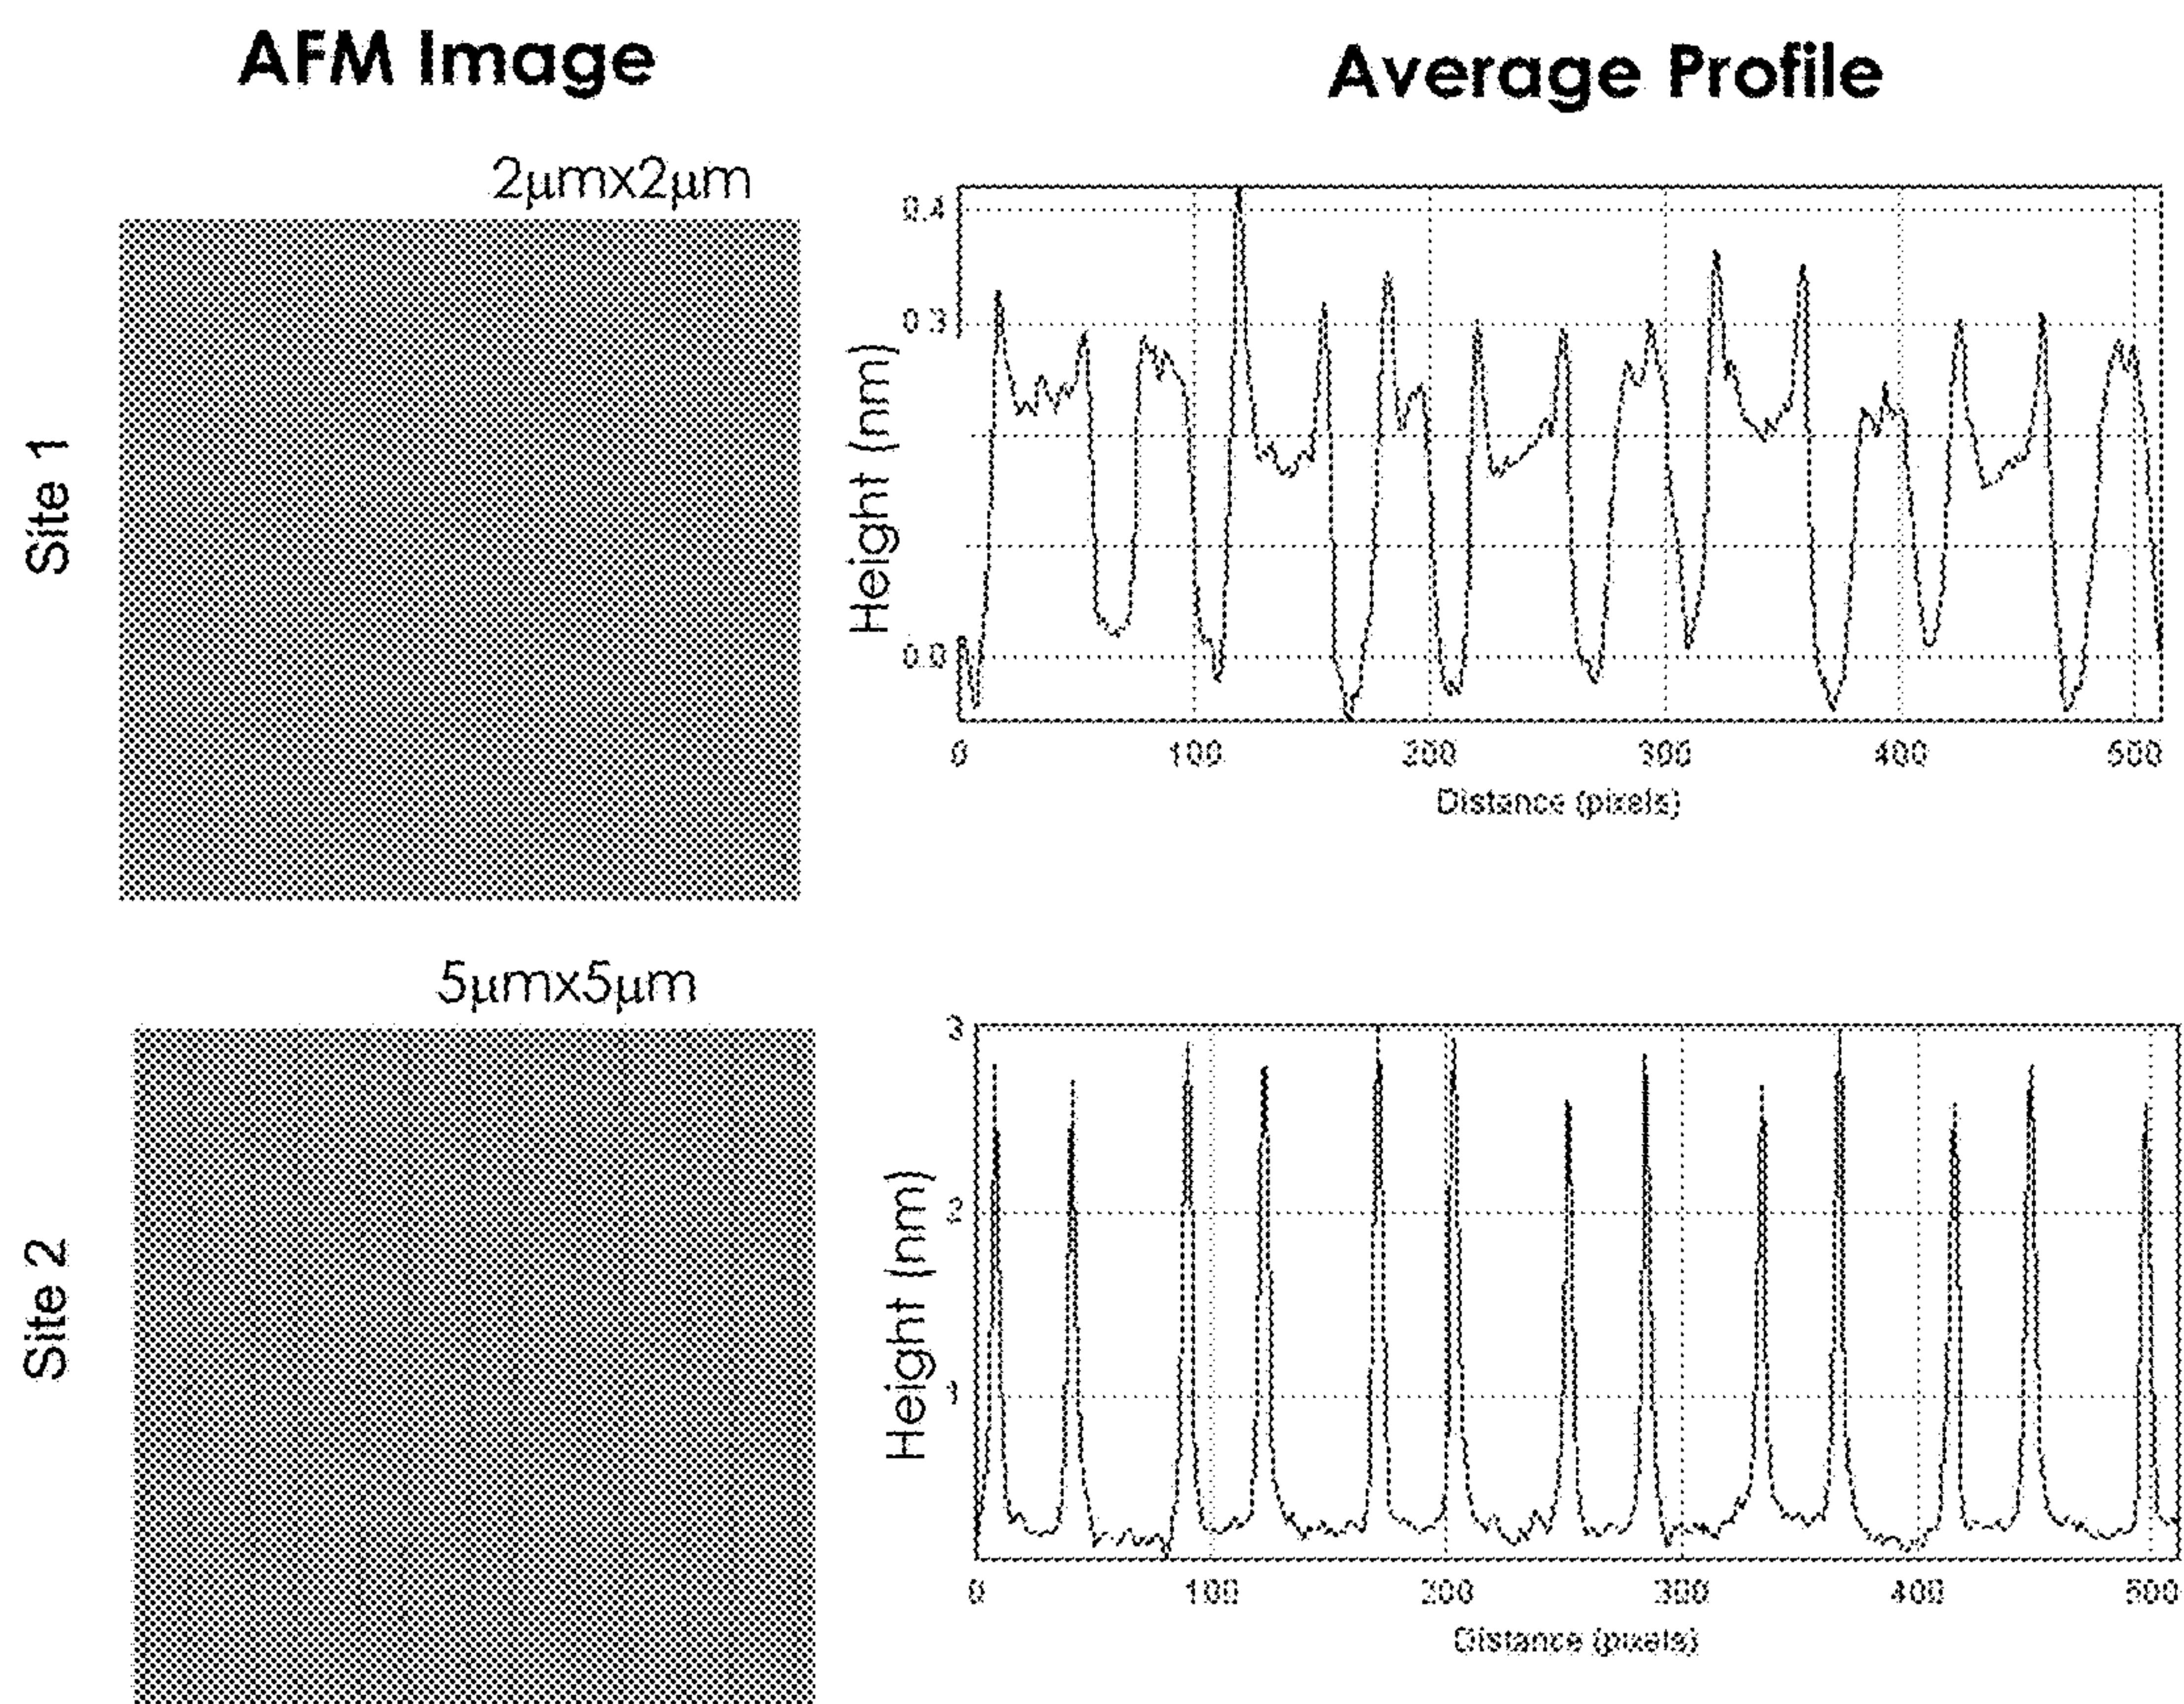 AFM Image
Average Profile
2μmx2μm
Site 1
Height (nm)
0.4
0.3
0.0
0 100 200 300 400 500
Distance (pixels)
5μmx5μm
Site 2
Height (nm)
3
2
1
0 100 200 300 400 500
Distance (pixels)